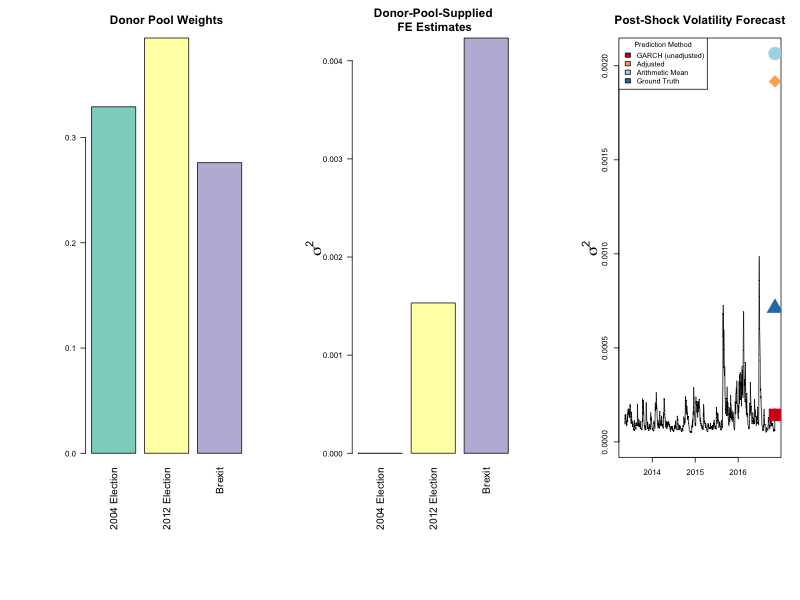 Donor Pool Weights
0.3
0.2
0.1
0.0
2004 Election
2012 Election
Brexit
Donor-Pool-Supplied
FE Estimates
σ²
0.004
0.003
0.002
0.001
0.000
2004 Election
2012 Election
Brexit
Post-Shock Volatility Forecast
σ²
0.0020
0.0015
0.0010
0.0005
0.0000
Prediction Method
GARCH (unadjusted)
Adjusted
Arithmetic Mean
Ground Truth
2014
2015
2016